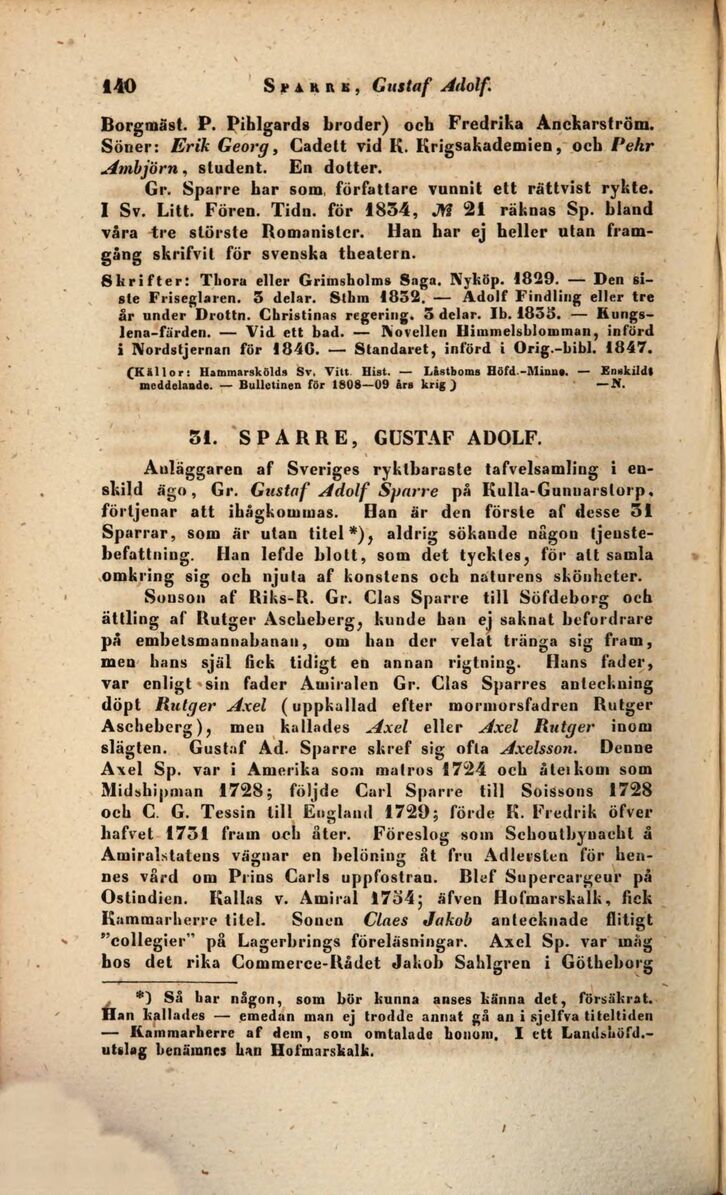 140 SPARRE, Gustaf Adolf.
Borgmäst. P. Pihlgards broder) och Fredrika Anckarström.
Söner: Erik Georg, Cadett vid K. Krigsakademien, och Pehr
Ambjörn, student. En dotter.
Gr. Sparre har som författare vunnit ett rättvist rykte.
I Sv. Litt. Fören. Tidn. för 1834, № 21 räknas Sp. bland
våra tre störste Romanister. Han har ej heller utan fram-
gång skrifvit för svenska theatern.
Skrifter: Thora eller Grimsholms Saga. Nyköp. 1829. — Den si-
ste Friseglaren. 3 delar. Sthm 1832. — Adolf Findling eller tre
år under Drottn. Christinas regering. 3 delar. Ib. 1835. — Kungs-
lena-färden. — Vid ett bad. — Novellen Himmelsblomman, införd
i Nordstjernan för 1846. — Standaret, införd i Orig.-bibl. 1847.
(Källor: Hammarskölds Sv. Vitt. Hist. — Låstboms Höfd.-Minne. — Enskildt
meddelande. — Bulletinen för 1808—09 års krig) —N.
31. SPARRE, GUSTAF ADOLF.
Anläggaren af Sveriges ryktbaraste tafvelsamling i en-
skild ägo, Gr. Gustaf Adolf Sparre på Kulla-Gunnarstorp,
förtjenar att ihågkommas. Han är den förste af desse 31
Sparrar, som är utan titel*), aldrig sökande någon tjenste-
befattning. Han lefde blott, som det tycktes, för att samla
omkring sig och njuta af konstens och naturens skönheter.
Sonson af Riks-R. Gr. Clas Sparre till Söfdeborg och
ättling af Rutger Ascheberg, kunde han ej saknat befordrare
på embetsmannabanan, om han der velat tränga sig fram,
men hans själ fick tidigt en annan rigtning. Hans fader,
var enligt sin fader Amiralen Gr. Clas Sparres anteckning
döpt Rutger Axel (uppkallad efter mormorsfadren Rutger
Ascheberg), men kallades Axel eller Axel Rutger inom
slägten. Gustaf Ad. Sparre skref sig ofta Axelsson. Denne
Axel Sp. var i Amerika som matros 1724 och återkom som
Midshipman 1728; följde Carl Sparre till Soissons 1728
och C. G. Tessin till England 1729; förde K. Fredrik öfver
hafvet 1731 fram och åter. Föreslog som Schoutbynacht å
Amiralstatens vägnar en belöning åt fru Adlersten för hen-
nes vård om Prins Carls uppfostran. Blef Supercargeur på
Ostindien. Kallas v. Amiral 1734; äfven Hofmarskalk, fick
Kammarherre titel. Sonen Claes Jakob antecknade flitigt
"collegier" på Lagerbrings föreläsningar. Axel Sp. var måg
hos det rika Commerce-Rådet Jakob Sahlgren i Götheborg
*) Så har någon, som bör kunna anses känna det, försäkrat.
Han kallades — emedan man ej trodde annat gå an i sjelfva titeltiden
— Kammarherre af dem, som omtalade honom. I ett Landshöfd.-
utslag benämnes han Hofmarskalk.